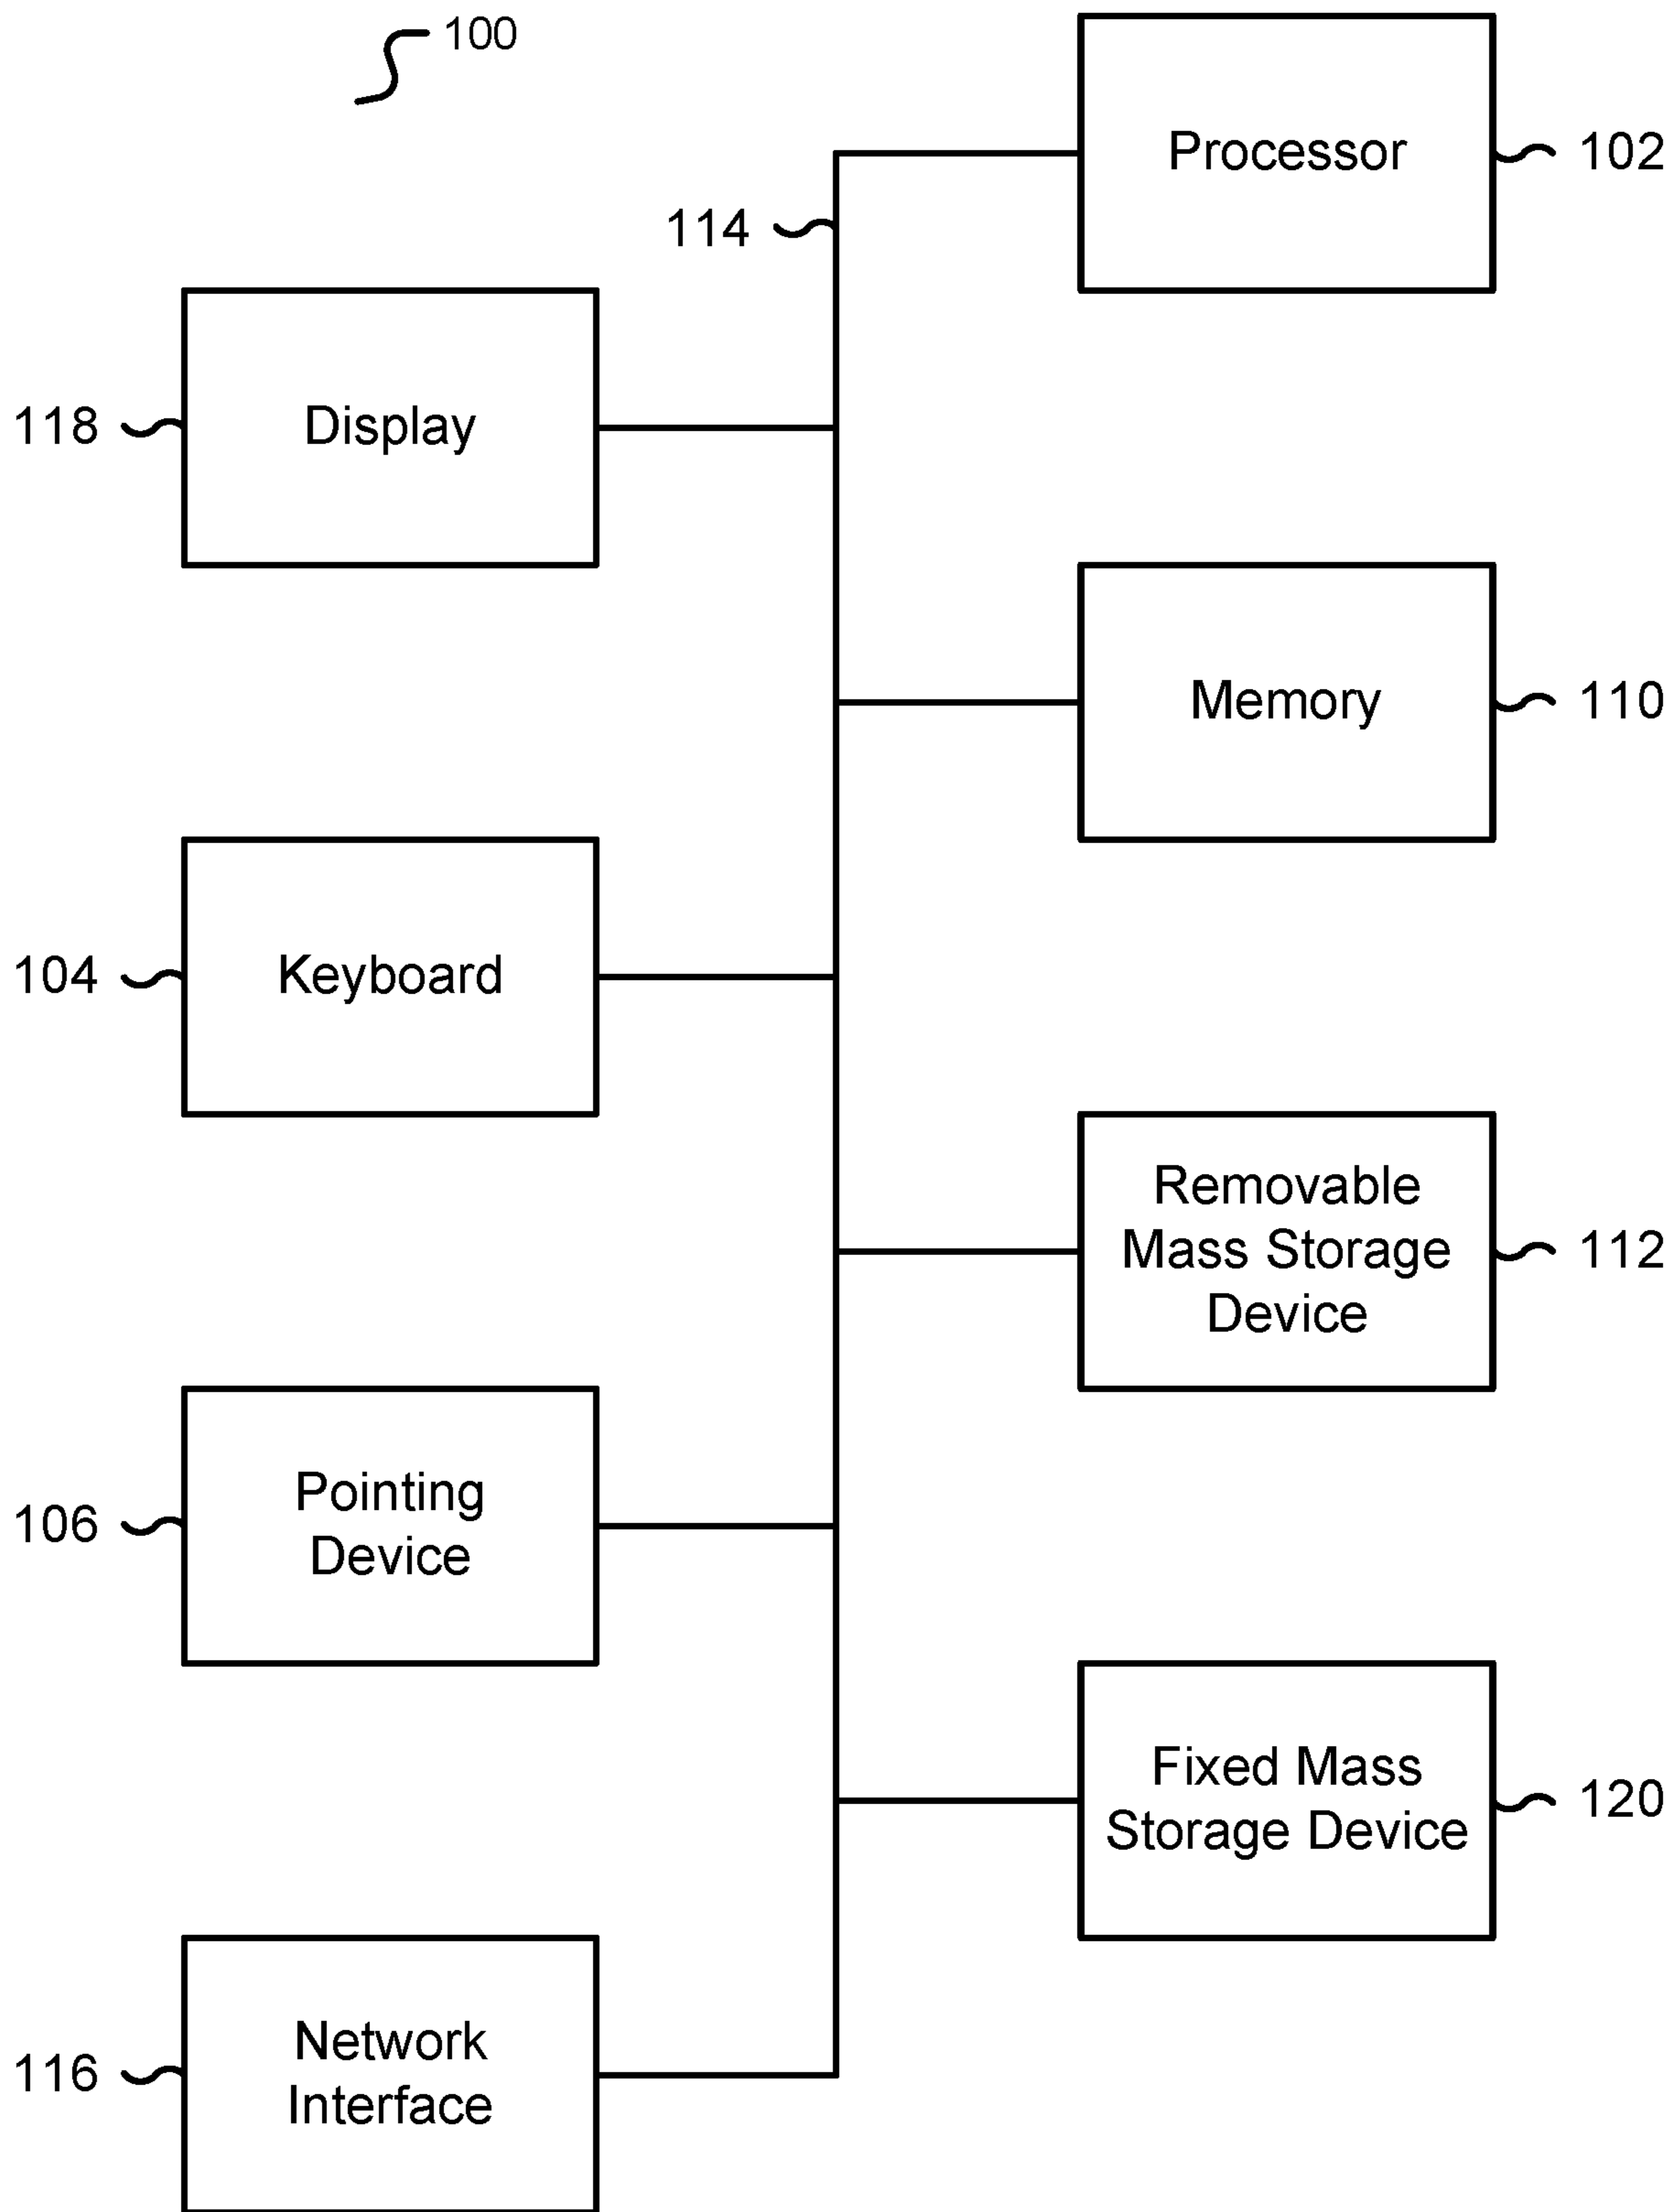 100
Processor
102
114
118
Display
Memory
110
104
Keyboard
Removable
Mass Storage
Device
112
106
Pointing
Device
Fixed Mass
Storage Device
120
116
Network
Interface